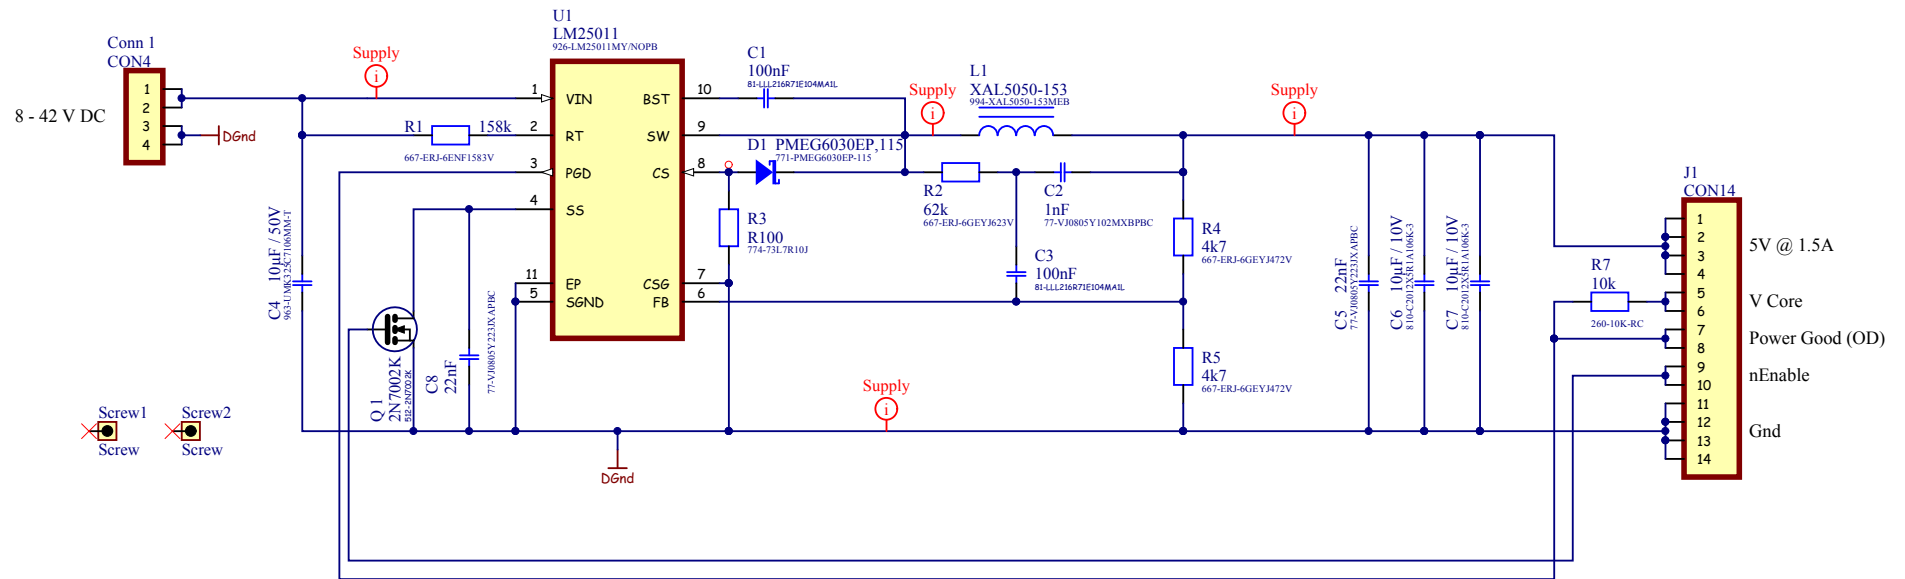 Conn 1
CON4
1
2
3
4
8 - 42 V DC
DGnd
Supply
i
U1
LM25011
926-LM25011MY/NOPB
1 VIN
2 RT
3 PGD
4 SS
11 EP
5 SGND
BST 10
SW 9
CS 8
CSG 7
FB 6
R1 158k
667-ERJ-6ENF1583V
C4 10µF / 50V
963-UMK325C7106MM-T
Q1
2N7002K
512-2N7002K
C8
22nF
77-VJ0805Y223JXAPBC
C1
100nF
81-LLL216R71E104MA1L
D1 PMEG6030EP,115
771-PMEG6030EP-115
R3
R100
774-73L7R10J
Supply
i
L1
XAL5050-153
994-XAL5050-153MEB
R2
62k
667-ERJ-6GEYJ623V
C2
1nF
77-VJ0805Y102MXBPBC
C3
100nF
81-LLL216R71E104MA1L
Supply
i
R4
4k7
667-ERJ-6GEYJ472V
R5
4k7
667-ERJ-6GEYJ472V
C5 22nF
77-VJ0805Y223JXAPBC
C6 10µF / 10V
810-C2012X5R1A106K-3
C7 10µF / 10V
810-C2012X5R1A106K-3
R7
10k
260-10K-RC
J1
CON14
1
2
3
4
5
6
7
8
9
10
11
12
13
14
5V @ 1.5A
V Core
Power Good (OD)
nEnable
Gnd
Supply
i
DGnd
Screw1
Screw
Screw2
Screw